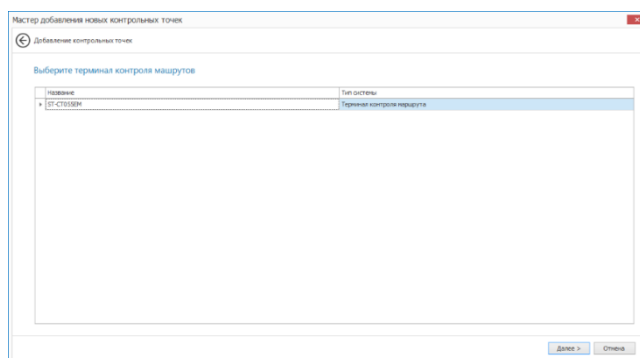 Мастер добавления новых контрольных точек
Добавление контрольных точек
Выберите терминал контроля машрутов
Название Тип системы
ST-CT05SEM Терминал контроля маршрута
Далее > Отмена